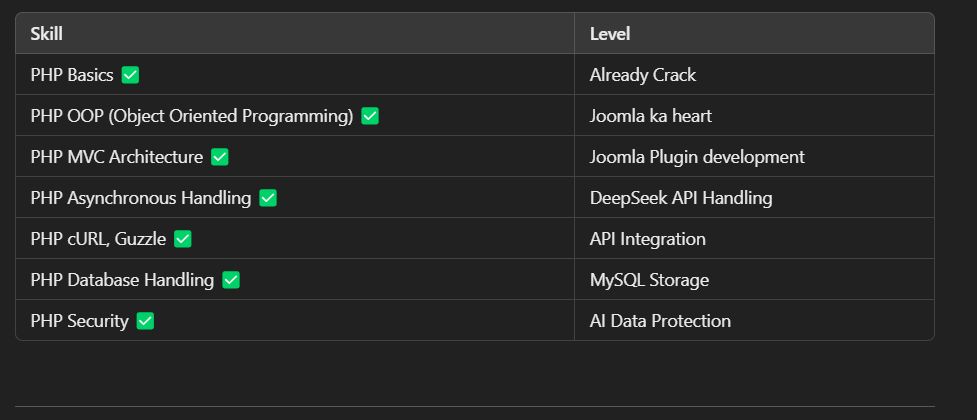 Skill Level
PHP Basics ✅ Already Crack
PHP OOP (Object Oriented Programming) ✅ Joomla ka heart
PHP MVC Architecture ✅ Joomla Plugin development
PHP Asynchronous Handling ✅ DeepSeek API Handling
PHP cURL, Guzzle ✅ API Integration
PHP Database Handling ✅ MySQL Storage
PHP Security ✅ AI Data Protection